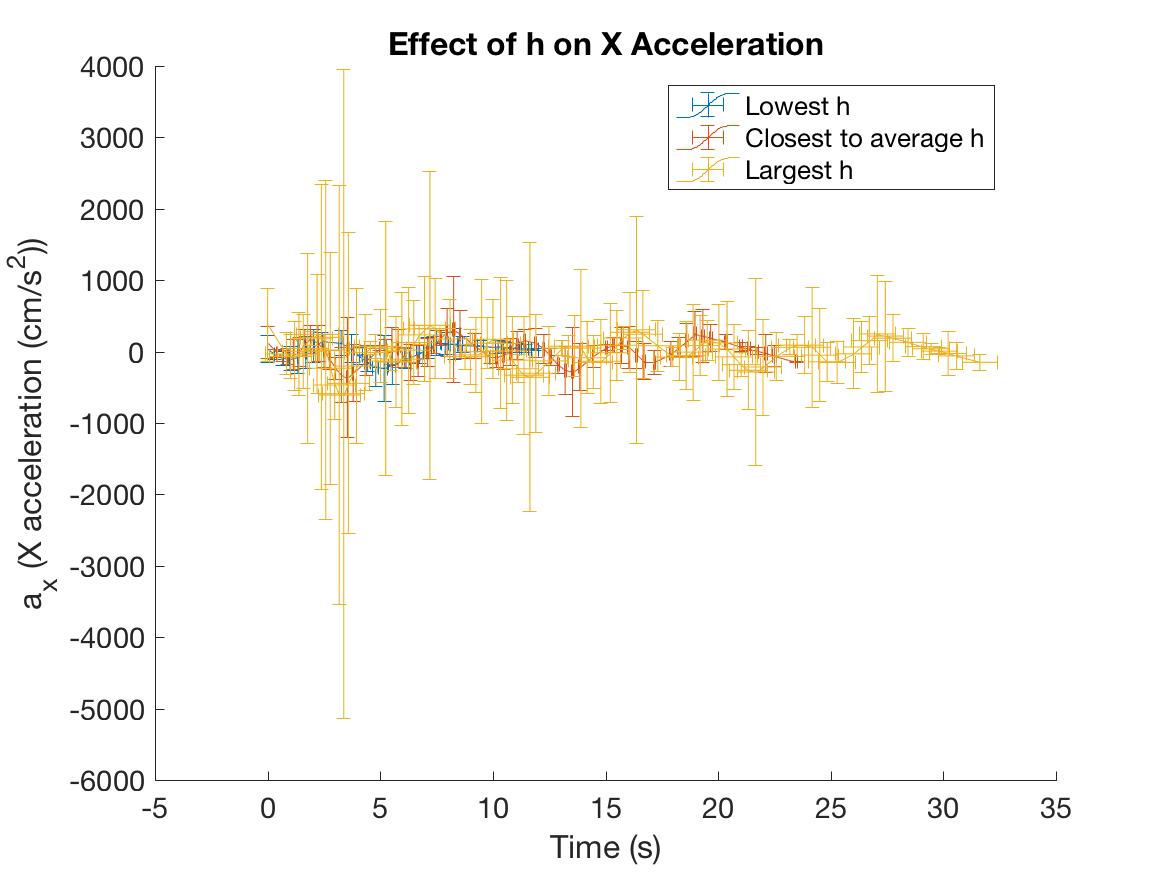 Effect of h on X Acceleration
4000
3000
2000
1000
0
-1000
-2000
-3000
-4000
-5000
-6000
a_x (X acceleration (cm/s^2))
Lowest h
Closest to average h
Largest h
-5 0 5 10 15 20 25 30 35
Time (s)